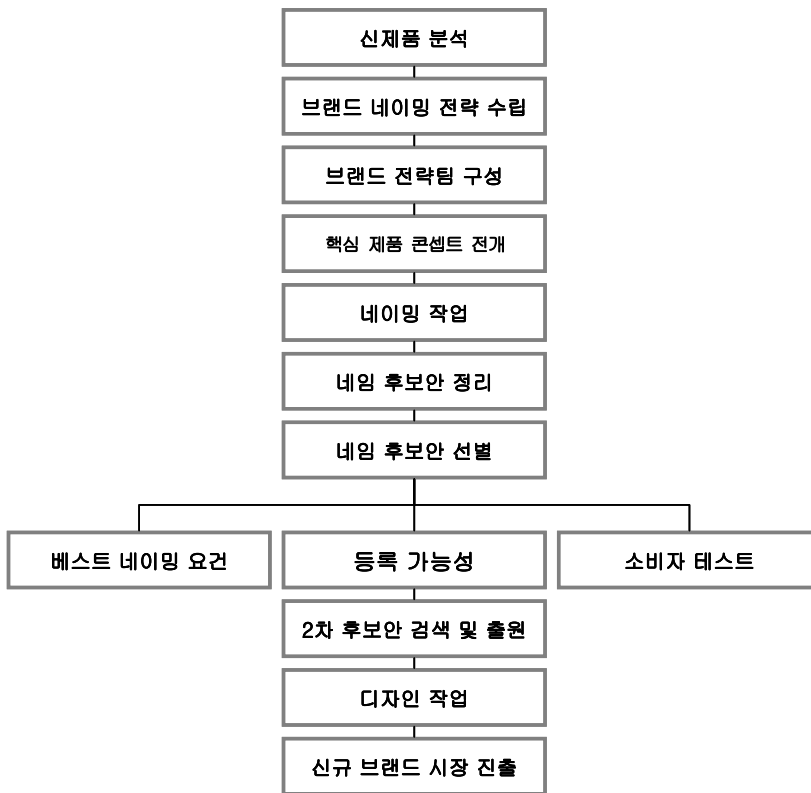 신제품 분석
브랜드 네이밍 전략 수립
브랜드 전략팀 구성
핵심 제품 콘셉트 전개
네이밍 작업
네임 후보안 정리
네임 후보안 선별
베스트 네이밍 요건
등록 가능성
소비자 테스트
2차 후보안 검색 및 출원
디자인 작업
신규 브랜드 시장 진출